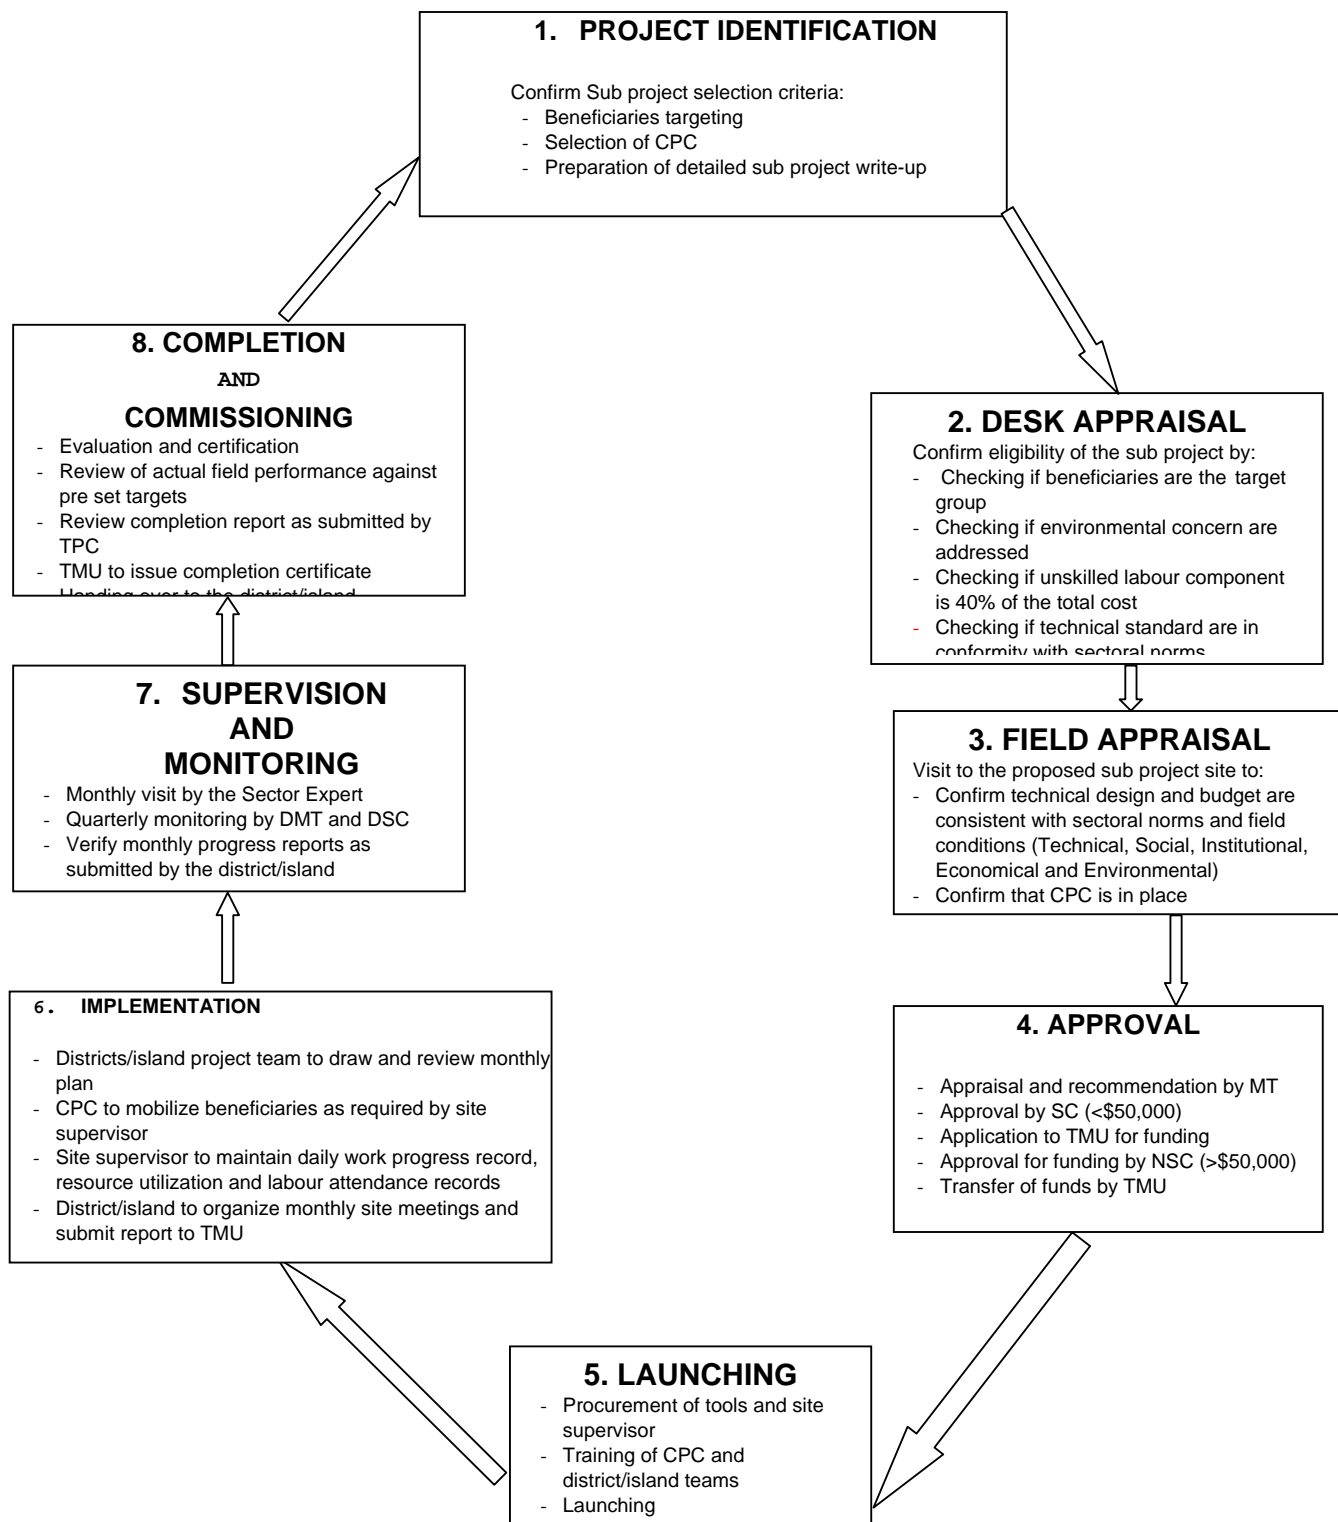 1. PROJECT IDENTIFICATION
Confirm Sub project selection criteria:
- Beneficiaries targeting
- Selection of CPC
- Preparation of detailed sub project write-up
8. COMPLETION
AND
COMMISSIONING
- Evaluation and certification
- Review of actual field performance against
pre set targets
- Review completion report as submitted by
TPC
- TMU to issue completion certificate
Handing over to the district/island
2. DESK APPRAISAL
Confirm eligibility of the sub project by:
- Checking if beneficiaries are the target
group
- Checking if environmental concern are
addressed
- Checking if unskilled labour component
is 40% of the total cost
- Checking if technical standard are in
conformity with sectoral norms
7. SUPERVISION
AND
MONITORING
- Monthly visit by the Sector Expert
- Quarterly monitoring by DMT and DSC
- Verify monthly progress reports as
submitted by the district/island
3. FIELD APPRAISAL
Visit to the proposed sub project site to:
- Confirm technical design and budget are
consistent with sectoral norms and field
conditions (Technical, Social, Institutional,
Economical and Environmental)
- Confirm that CPC is in place
6. IMPLEMENTATION
- Districts/island project team to draw and review monthly
plan
- CPC to mobilize beneficiaries as required by site
supervisor
- Site supervisor to maintain daily work progress record,
resource utilization and labour attendance records
- District/island to organize monthly site meetings and
submit report to TMU
4. APPROVAL
- Appraisal and recommendation by MT
- Approval by SC (<$50,000)
- Application to TMU for funding
- Approval for funding by NSC (>$50,000)
- Transfer of funds by TMU
5. LAUNCHING
- Procurement of tools and site
supervisor
- Training of CPC and
district/island teams
- Launching